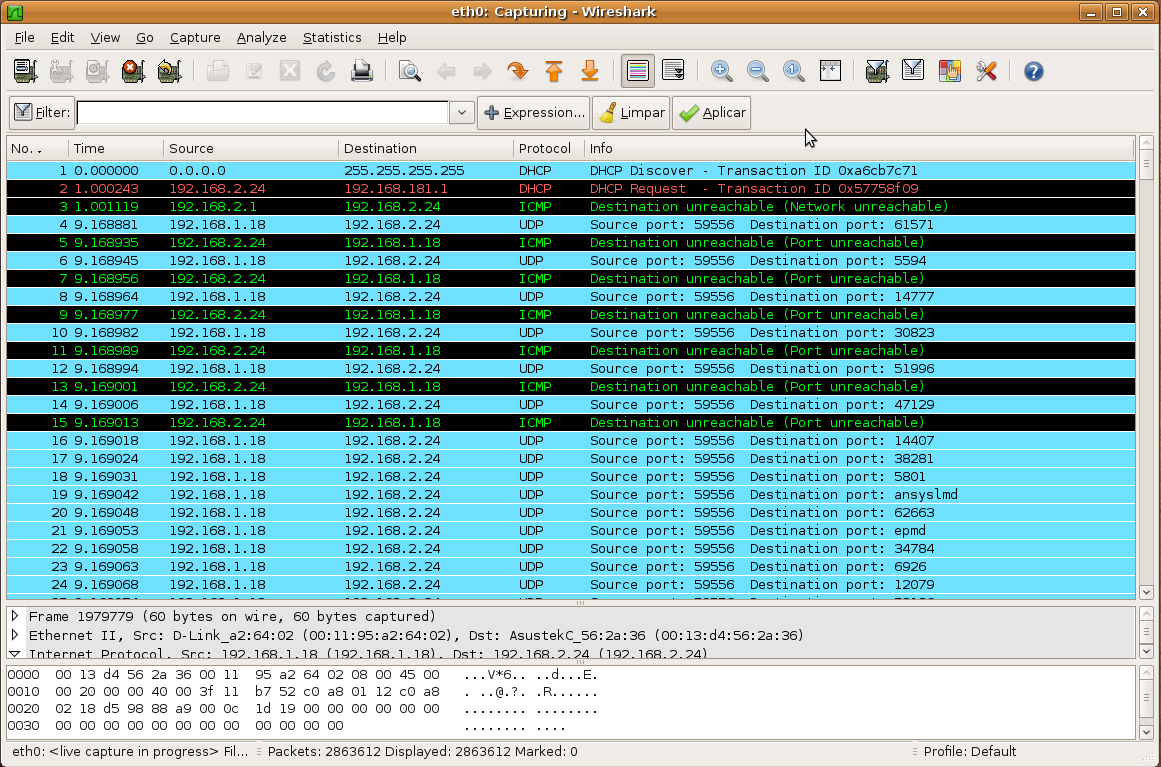 eth0: Capturing - Wireshark
File Edit View Go Capture Analyze Statistics Help
Filter: Expression... Limpar Aplicar
No. . Time Source Destination Protocol Info
1 0.000000 0.0.0.0 255.255.255.255 DHCP DHCP Discover - Transaction ID 0xa6cb7c71
2 1.000243 192.168.2.24 192.168.181.1 DHCP DHCP Request - Transaction ID 0x57758f09
3 1.001119 192.168.2.1 192.168.2.24 ICMP Destination unreachable (Network unreachable)
4 9.168881 192.168.1.18 192.168.2.24 UDP Source port: 59556 Destination port: 61571
5 9.168935 192.168.2.24 192.168.1.18 ICMP Destination unreachable (Port unreachable)
6 9.168945 192.168.1.18 192.168.2.24 UDP Source port: 59556 Destination port: 5594
7 9.168956 192.168.2.24 192.168.1.18 ICMP Destination unreachable (Port unreachable)
8 9.168964 192.168.1.18 192.168.2.24 UDP Source port: 59556 Destination port: 14777
9 9.168977 192.168.2.24 192.168.1.18 ICMP Destination unreachable (Port unreachable)
10 9.168982 192.168.1.18 192.168.2.24 UDP Source port: 59556 Destination port: 30823
11 9.168989 192.168.2.24 192.168.1.18 ICMP Destination unreachable (Port unreachable)
12 9.168994 192.168.1.18 192.168.2.24 UDP Source port: 59556 Destination port: 51996
13 9.169001 192.168.2.24 192.168.1.18 ICMP Destination unreachable (Port unreachable)
14 9.169006 192.168.1.18 192.168.2.24 UDP Source port: 59556 Destination port: 47129
15 9.169013 192.168.2.24 192.168.1.18 ICMP Destination unreachable (Port unreachable)
16 9.169018 192.168.1.18 192.168.2.24 UDP Source port: 59556 Destination port: 14407
17 9.169024 192.168.1.18 192.168.2.24 UDP Source port: 59556 Destination port: 38281
18 9.169031 192.168.1.18 192.168.2.24 UDP Source port: 59556 Destination port: 5801
19 9.169042 192.168.1.18 192.168.2.24 UDP Source port: 59556 Destination port: ansyslmd
20 9.169048 192.168.1.18 192.168.2.24 UDP Source port: 59556 Destination port: 62663
21 9.169053 192.168.1.18 192.168.2.24 UDP Source port: 59556 Destination port: epmd
22 9.169058 192.168.1.18 192.168.2.24 UDP Source port: 59556 Destination port: 34784
23 9.169063 192.168.1.18 192.168.2.24 UDP Source port: 59556 Destination port: 6926
24 9.169068 192.168.1.18 192.168.2.24 UDP Source port: 59556 Destination port: 12079
Frame 1979779 (60 bytes on wire, 60 bytes captured)
Ethernet II, Src: D-Link_a2:64:02 (00:11:95:a2:64:02), Dst: AsustekC_56:2a:36 (00:13:d4:56:2a:36)
Internet Protocol, Src: 192.168.1.18 (192.168.1.18), Dst: 192.168.2.24 (192.168.2.24)
0000 00 13 d4 56 2a 36 00 11 95 a2 64 02 08 00 45 00 ...V*6.. ..d...E.
0010 00 20 00 00 40 00 3f 11 b7 52 c0 a8 01 12 c0 a8 . ..@.?. .R......
0020 02 18 d5 98 88 a9 00 0c 1d 19 00 00 00 00 00 00 ........ ........
0030 00 00 00 00 00 00 00 00 00 00 00 00 ........ ....
eth0: <live capture in progress> Fil... Packets: 2863612 Displayed: 2863612 Marked: 0 Profile: Default